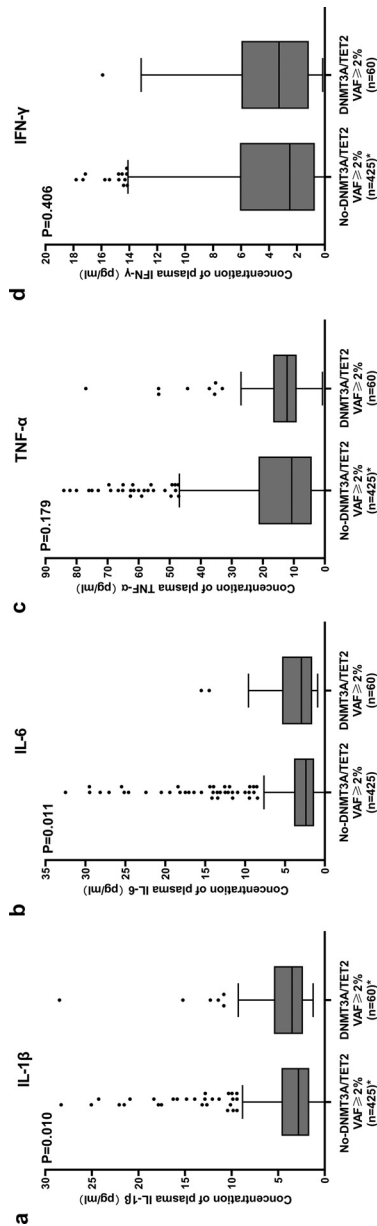 a
IL-1β
P=0.010
Concentration of plasma IL-1β (pg/ml)
30
20
10
0
No-DNMT3A/TET2
VAF⩾2%
(n=425)*
DNMT3A/TET2
VAF⩾2%
(n=60)*
b
IL-6
P=0.011
Concentration of plasma IL-6 (pg/ml)
35
30
25
20
15
10
5
0
No-DNMT3A/TET2
VAF⩾2%
(n=425)
DNMT3A/TET2
VAF⩾2%
(n=60)
c
TNF-α
P=0.179
Concentration of plasma TNF-α (pg/ml)
90
80
70
60
50
40
30
20
10
0
No-DNMT3A/TET2
VAF⩾2%
(n=425)*
DNMT3A/TET2
VAF⩾2%
(n=60)
d
IFN-γ
P=0.406
Concentration of plasma IFN-γ (pg/ml)
20
18
16
14
12
10
8
6
4
2
0
No-DNMT3A/TET2
VAF⩾2%
(n=425)*
DNMT3A/TET2
VAF⩾2%
(n=60)